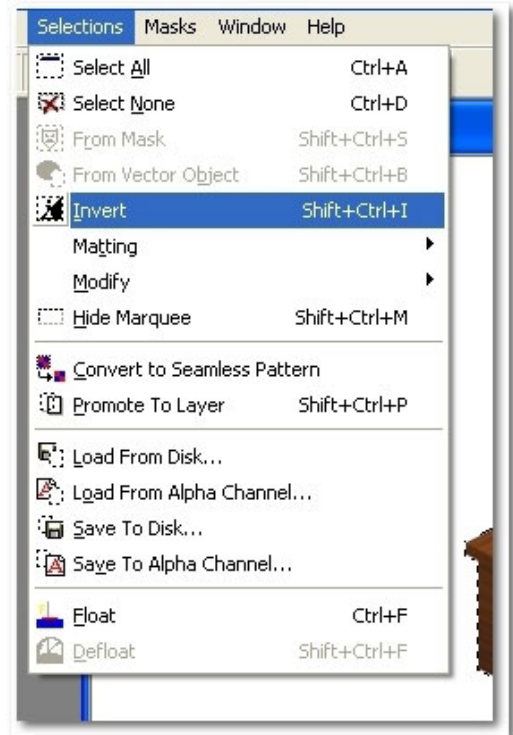 Selections Masks Window Help
Select All Ctrl+A
Select None Ctrl+D
From Mask Shift+Ctrl+S
From Vector Object Shift+Ctrl+B
Invert Shift+Ctrl+I
Matting
Modify
Hide Marquee Shift+Ctrl+M
Convert to Seamless Pattern
Promote To Layer Shift+Ctrl+P
Load From Disk...
Load From Alpha Channel...
Save To Disk...
Save To Alpha Channel...
Float Ctrl+F
Defloat Shift+Ctrl+F